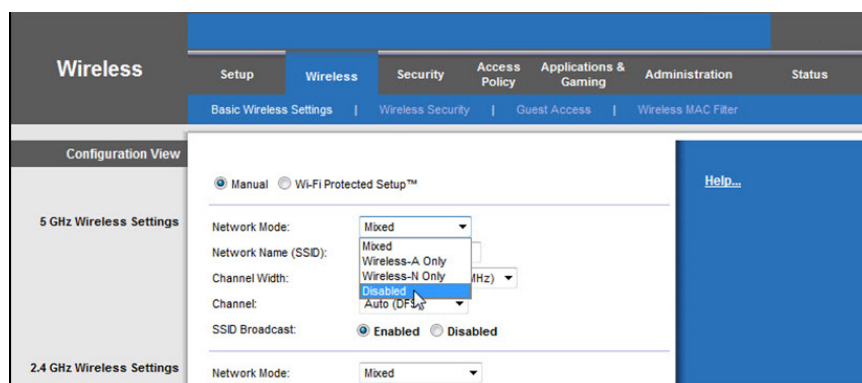 Wireless
Setup Wireless Security Access Policy Applications & Gaming Administration Status
Basic Wireless Settings | Wireless Security | Guest Access | Wireless MAC Filter
Configuration View
Manual Wi-Fi Protected Setup™
Help...
5 GHz Wireless Settings
Network Mode: Mixed
Mixed
Network Name (SSID):
Wireless-A Only
Channel Width: Wireless-N Only MHz)
Disabled
Channel: Auto (DFS)
SSID Broadcast: Enabled Disabled
2.4 GHz Wireless Settings
Network Mode: Mixed